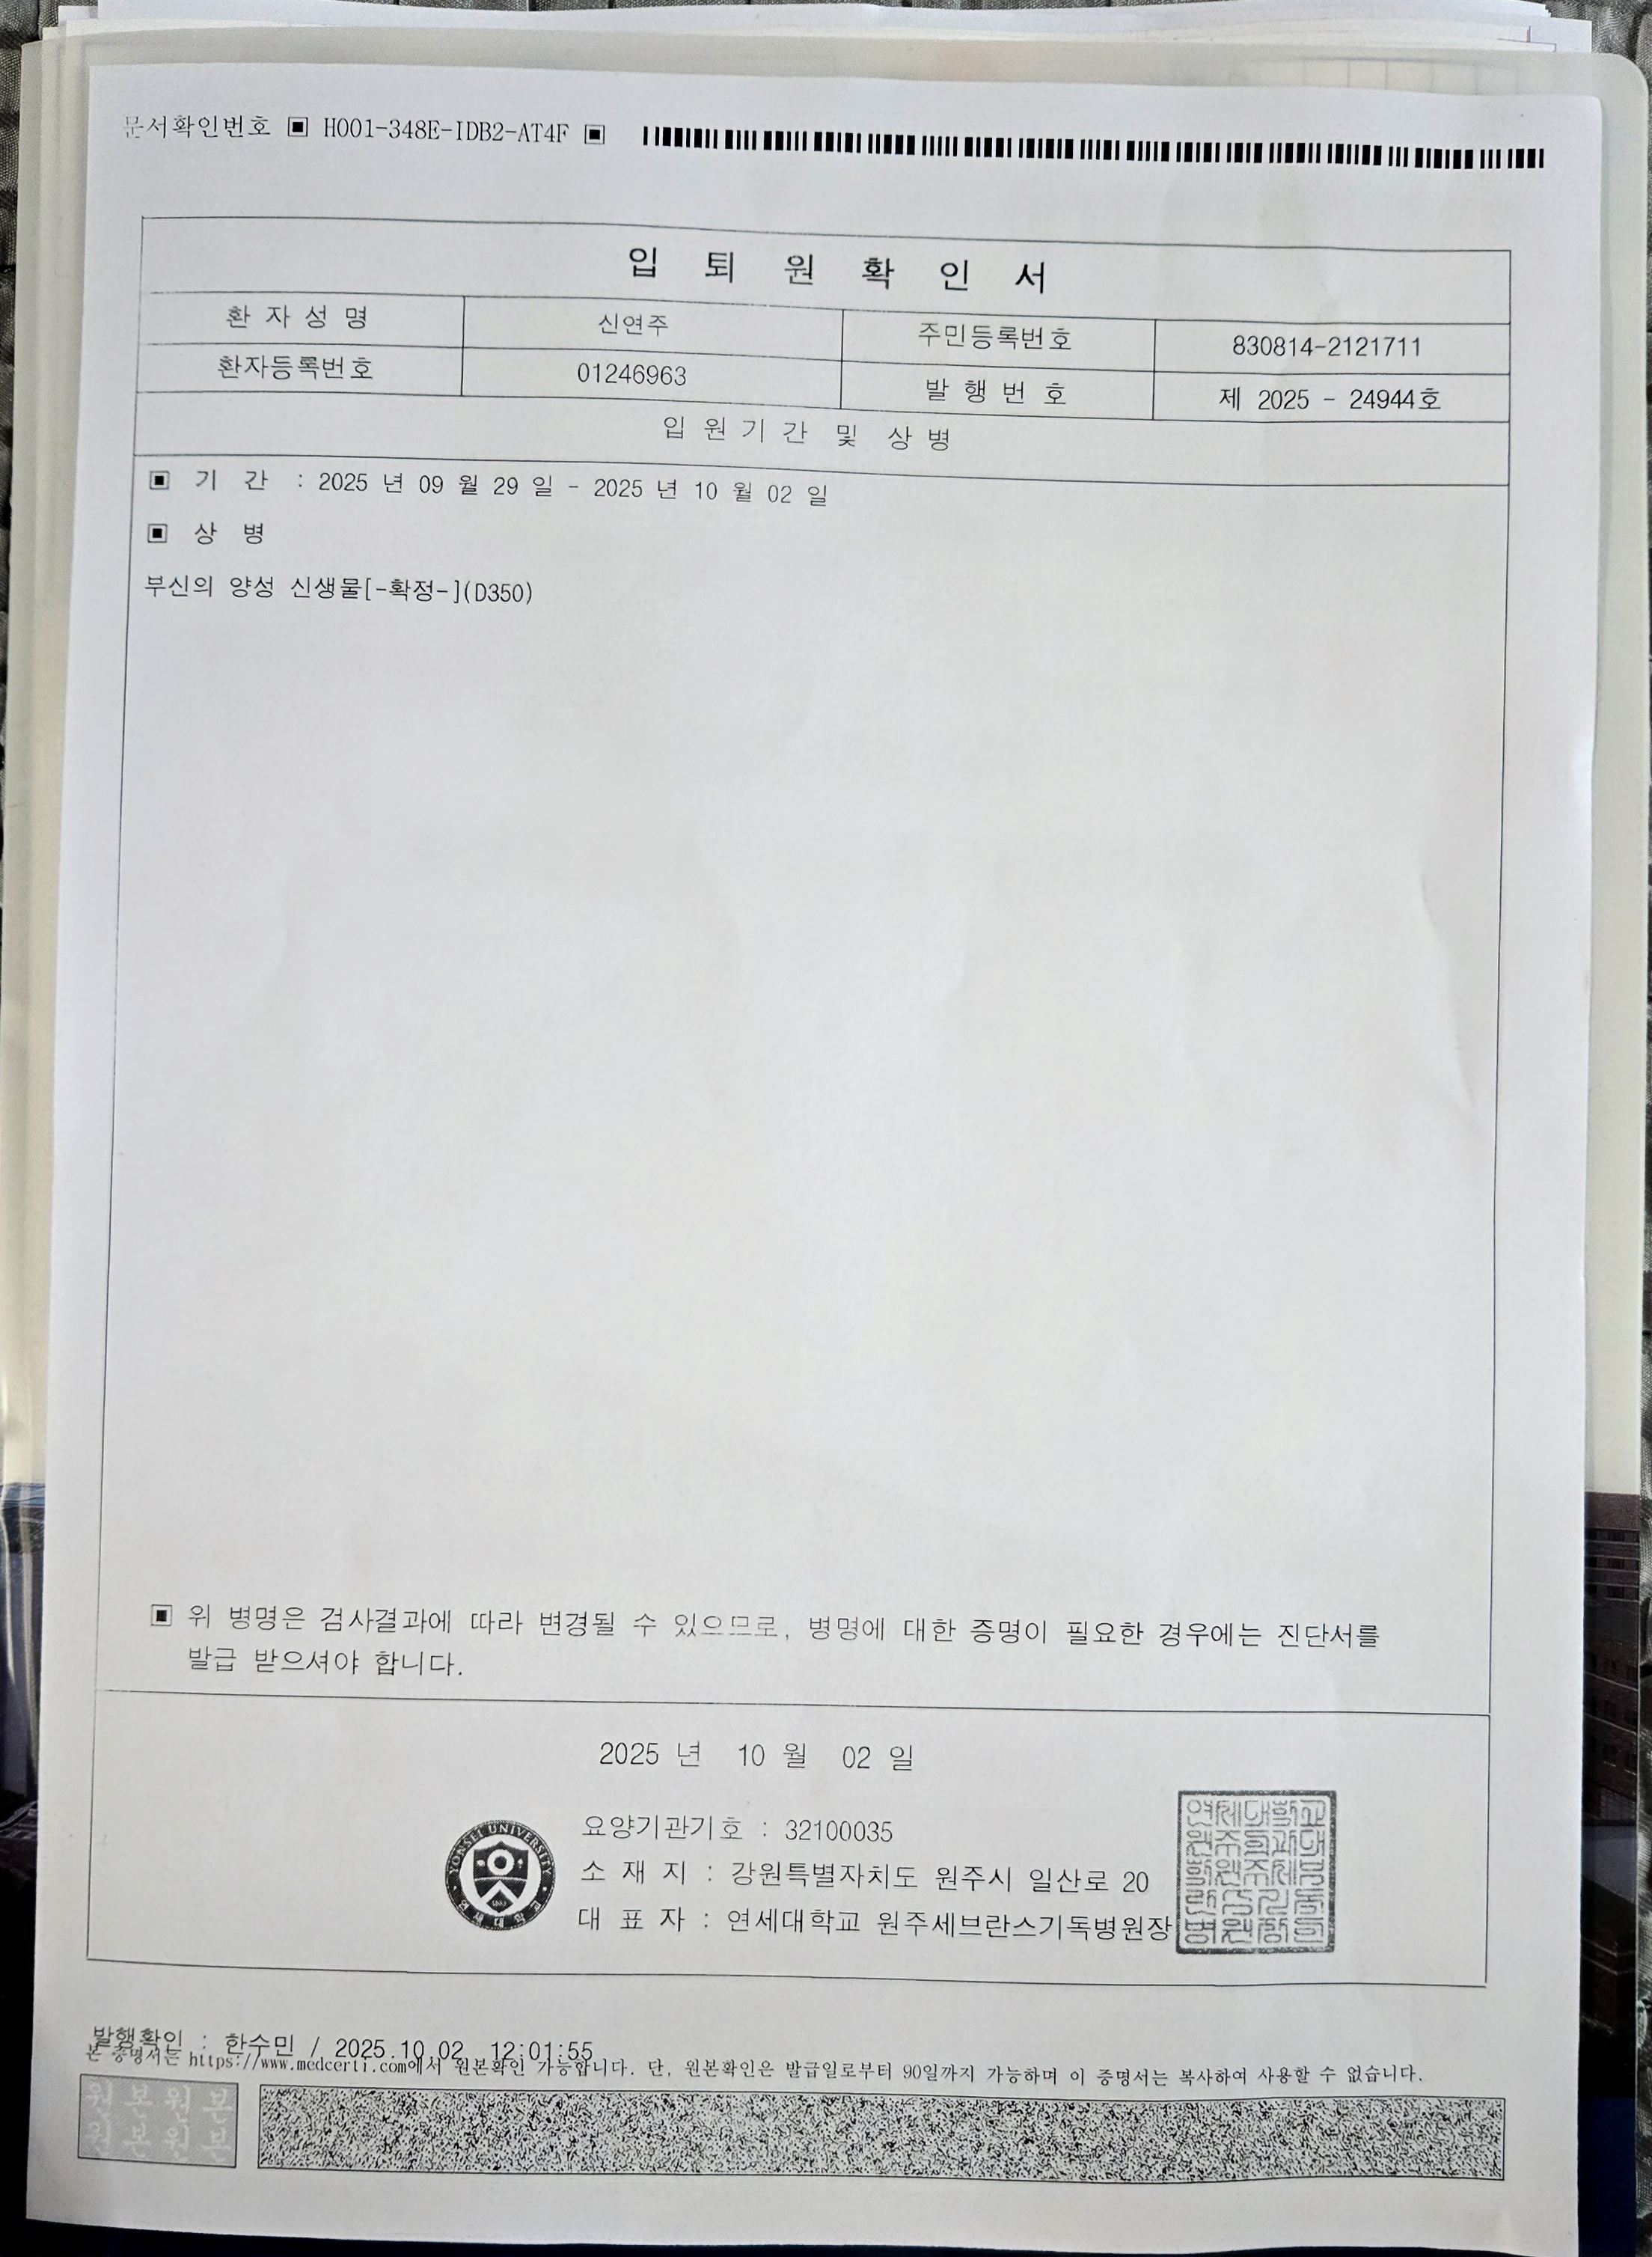 문서확인번호 ▣ H001-348E-IDB2-AT4F ▣
입 퇴 원 확 인 서
환 자 성 명 신연주 주민등록번호 830814-2121711
환자등록번호 01246963 발 행 번 호 제 2025 - 24944호
입 원 기 간 및 상 병
▣ 기 간 : 2025 년 09 월 29 일 - 2025 년 10 월 02 일
▣ 상 병
부신의 양성 신생물[-확정-](D350)
▣ 위 병명은 검사결과에 따라 변경될 수 있으므로, 병명에 대한 증명이 필요한 경우에는 진단서를
발급 받으셔야 합니다.
2025 년 10 월 02 일
요양기관기호 : 32100035
소 재 지 : 강원특별자치도 원주시 일산로 20
대 표 자 : 연세대학교 원주세브란스기독병원장
YONSEI UNIVERSITY
연세대학교
발행확인 : 한수민 / 2025.10.02 12:01:55
본 증명서는 https://www.medcerti.com에서 원본확인 가능합니다. 단, 원본확인은 발급일로부터 90일까지 가능하며 이 증명서는 복사하여 사용할 수 없습니다.
원본원본
원본원본